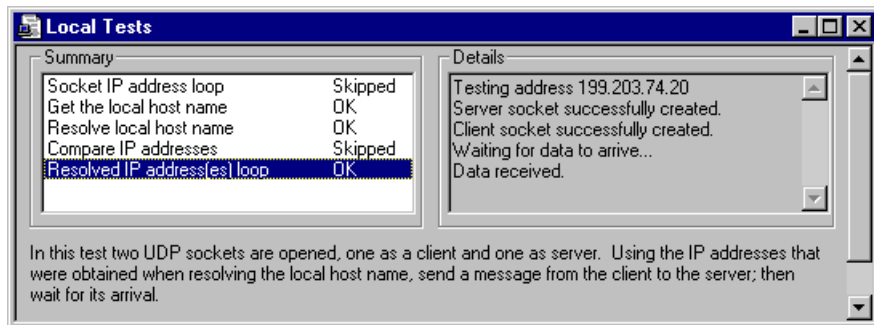 Local Tests
Summary
Socket IP address loop Skipped
Get the local host name OK
Resolve local host name OK
Compare IP addresses Skipped
Resolved IP address(es) loop OK
Details
Testing address 199.203.74.20
Server socket successfully created.
Client socket successfully created.
Waiting for data to arrive...
Data received.
In this test two UDP sockets are opened, one as a client and one as server. Using the IP addresses that
were obtained when resolving the local host name, send a message from the client to the server; then
wait for its arrival.